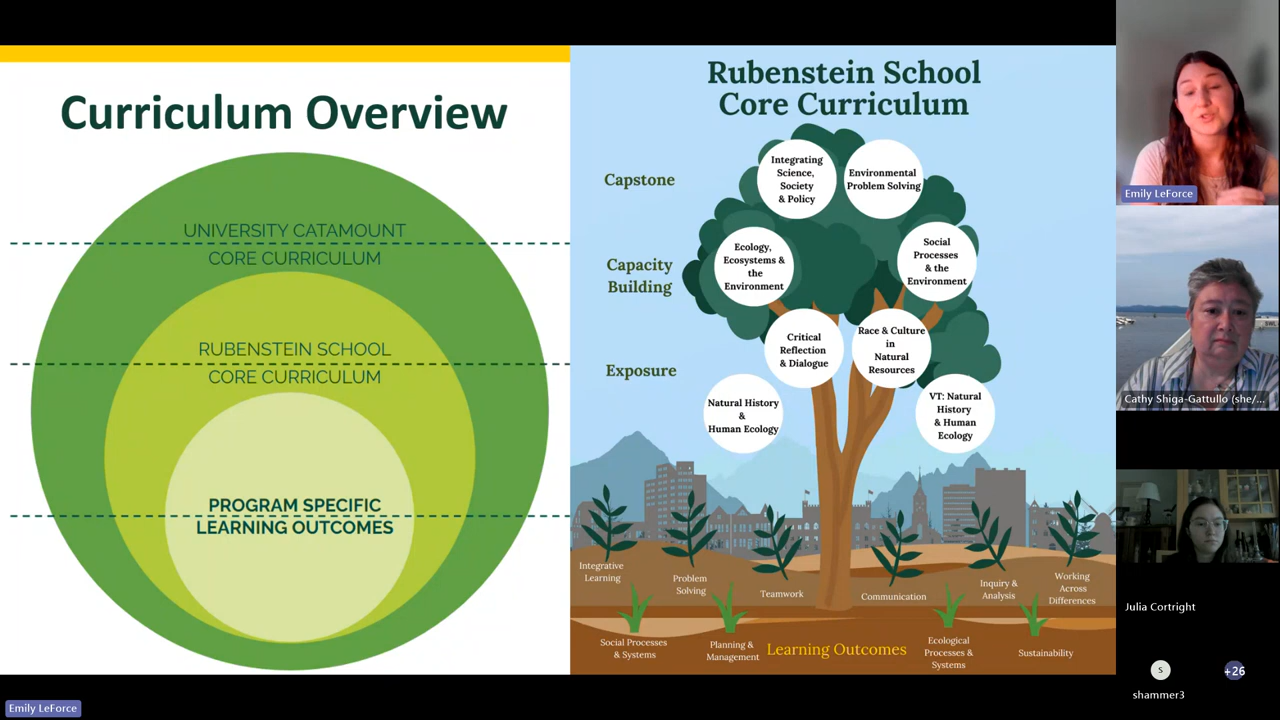 Curriculum Overview
UNIVERSITY CATAMOUNT
CORE CURRICULUM
RUBENSTEIN SCHOOL
CORE CURRICULUM
PROGRAM SPECIFIC
LEARNING OUTCOMES
Rubenstein School
Core Curriculum
Capstone
Integrating
Science,
Society
& Policy
Environmental
Problem Solving
Capacity
Building
Ecology,
Ecosystems &
the
Environment
Social
Processes
& the
Environment
Exposure
Critical
Reflection
& Dialogue
Race & Culture
in
Natural
Resources
Natural History
&
Human Ecology
VT: Natural
History
& Human
Ecology
Integrative
Learning
Problem
Solving
Teamwork
Communication
Inquiry &
Analysis
Working
Across
Differences
Social Processes
& Systems
Planning &
Management
Learning Outcomes
Ecological
Processes &
Systems
Sustainability
Emily LeForce
Cathy Shiga-Gattullo (she/...
Julia Cortright
S
shammer3
+26
Emily LeForce